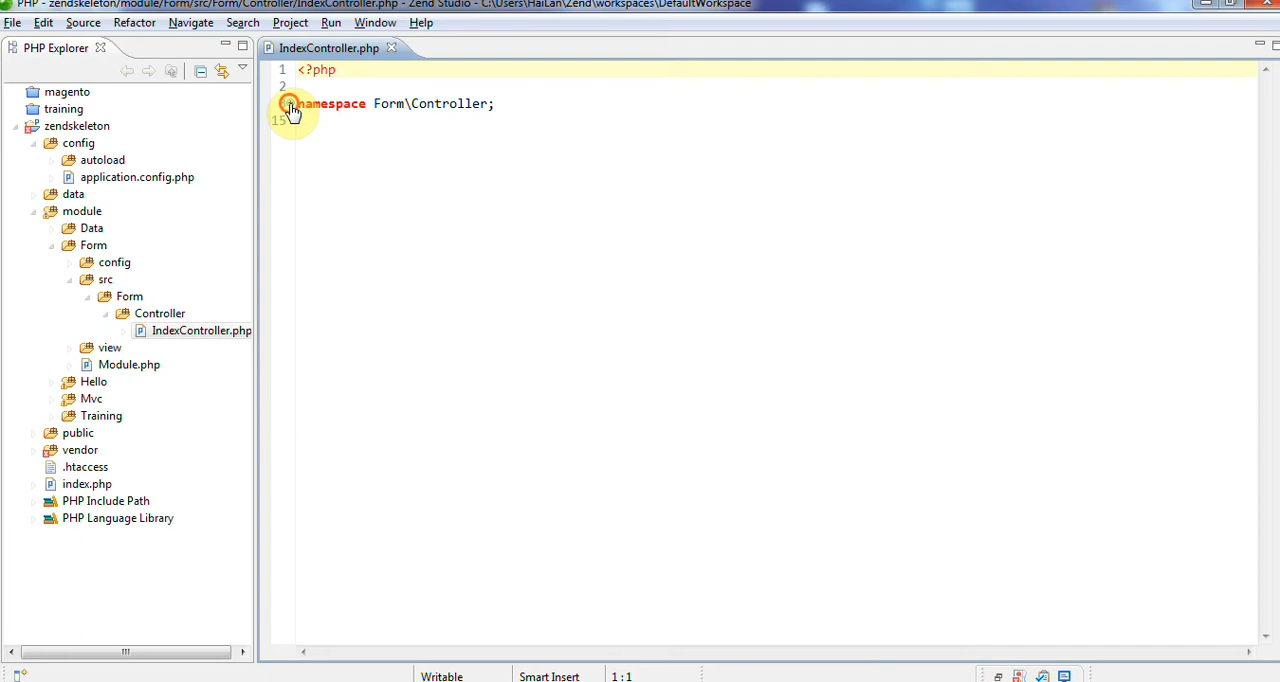 PHP - zendskeleton/module/Form/src/Form/Controller/IndexController.php - Zend Studio - C:\Users\HaiLan\Zend\workspaces\DefaultWorkspace
File Edit Source Refactor Navigate Search Project Run Window Help
PHP Explorer
magento
training
zendskeleton
config
autoload
application.config.php
data
module
Data
Form
config
src
Form
Controller
IndexController.php
view
Module.php
Hello
Mvc
Training
public
vendor
.htaccess
index.php
PHP Include Path
PHP Language Library
IndexController.php
1 <?php
2
namespace Form\Controller;
15
Writable Smart Insert 1 : 1